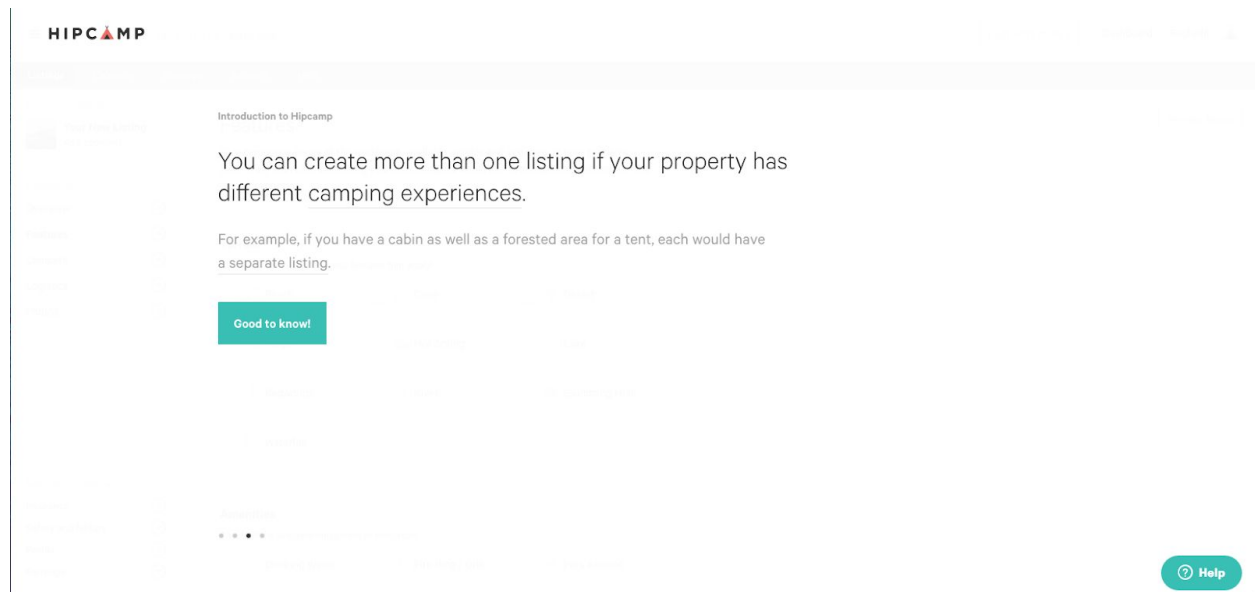 HIPCAMP
Introduction to Hipcamp
You can create more than one listing if your property has
different camping experiences.
For example, if you have a cabin as well as a forested area for a tent, each would have
a separate listing.
Good to know!
Help